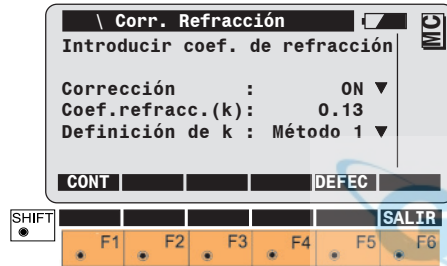 \ Corr. Refracción
MC
Introducir coef. de refracción
Corrección : ON ▼
Coef.refracc.(k): 0.13
Definición de k : Método 1 ▼
CONT DEFEC
SHIFT SALIR
F1 F2 F3 F4 F5 F6